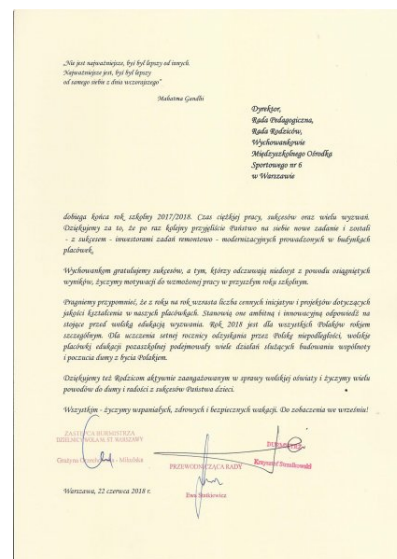 „Nie jest najważniejsze, byś był lepszy od innych.
Najważniejsze jest, byś był lepszy
od samego siebie z dnia wczorajszego”
Mahatma Gandhi
Dyrektor,
Rada Pedagogiczna,
Rada Rodziców,
Wychowankowie
Międzyszkolnego Ośrodka
Sportowego nr 6
w Warszawie
dobiega końca rok szkolny 2017/2018. Czas ciężkiej pracy, sukcesów oraz wielu wyzwań.
Dziękujemy za to, że po raz kolejny przyjęliście Państwo na siebie nowe zadanie i zostali
- z sukcesem - inwestorami zadań remontowo - modernizacyjnych prowadzonych w budynkach
placówek.
Wychowankom gratulujemy sukcesów, a tym, którzy odczuwają niedosyt z powodu osiągniętych
wyników, życzymy motywacji do wzmożonej pracy w przyszłym roku szkolnym.
Pragniemy przypomnieć, że z roku na rok wzrasta liczba cennych inicjatyw i projektów dotyczących
jakości kształcenia w naszych placówkach. Stanowią one ambitną i innowacyjną odpowiedź na
stojące przed wolską edukacją wyzwania. Rok 2018 jest dla wszystkich Polaków rokiem
szczególnym. Dla uczczenia setnej rocznicy odzyskania przez Polskę niepodległości, wolskie
placówki edukacji pozaszkolnej podejmowały wiele działań służących budowaniu wspólnoty
i poczucia dumy z bycia Polakiem.
Dziękujemy też Rodzicom aktywnie zaangażowanym w sprawy wolskiej oświaty i życzymy wielu
powodów do dumy i radości z sukcesów Państwa dzieci.
Wszystkim - życzymy wspaniałych, zdrowych i bezpiecznych wakacji. Do zobaczenia we wrześniu!
ZASTĘPCA BURMISTRZA
DZIELNICY WOLA M. ST. WARSZAWY
Grażyna - Milońska
PRZEWODNICZĄCA RADY
Ewa
BURMISTRZ
Krzysztof Strzałkowski
Warszawa, 22 czerwca 2018 r.